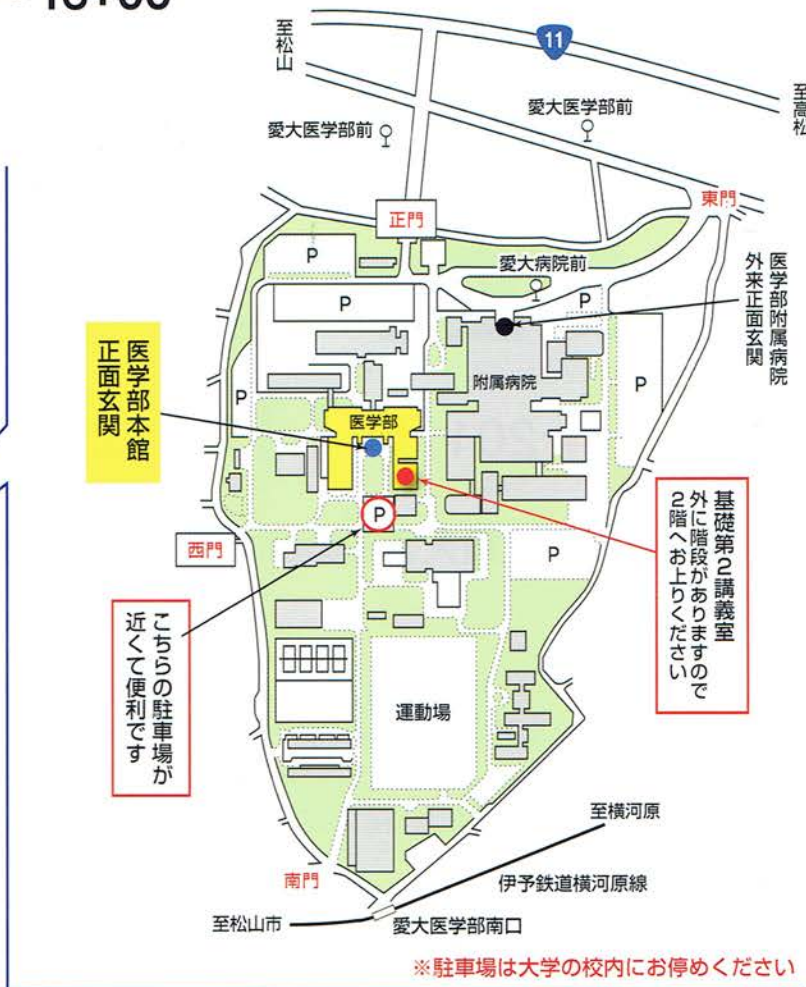 至松山
11
至高松
愛大医学部前
愛大医学部前
東門
正門
P
愛大病院前
医学部附属病院
外来正面玄関
P
P
P
P
附属病院
医学部本館
正面玄関
医学部
P
西門
P
基礎第2講義室
外に階段がありますので
2階へお上りください
こちらの駐車場が
近くて便利です
運動場
至横河原
南門
伊予鉄道横河原線
至松山市
愛大医学部南口
※駐車場は大学の校内にお停めください